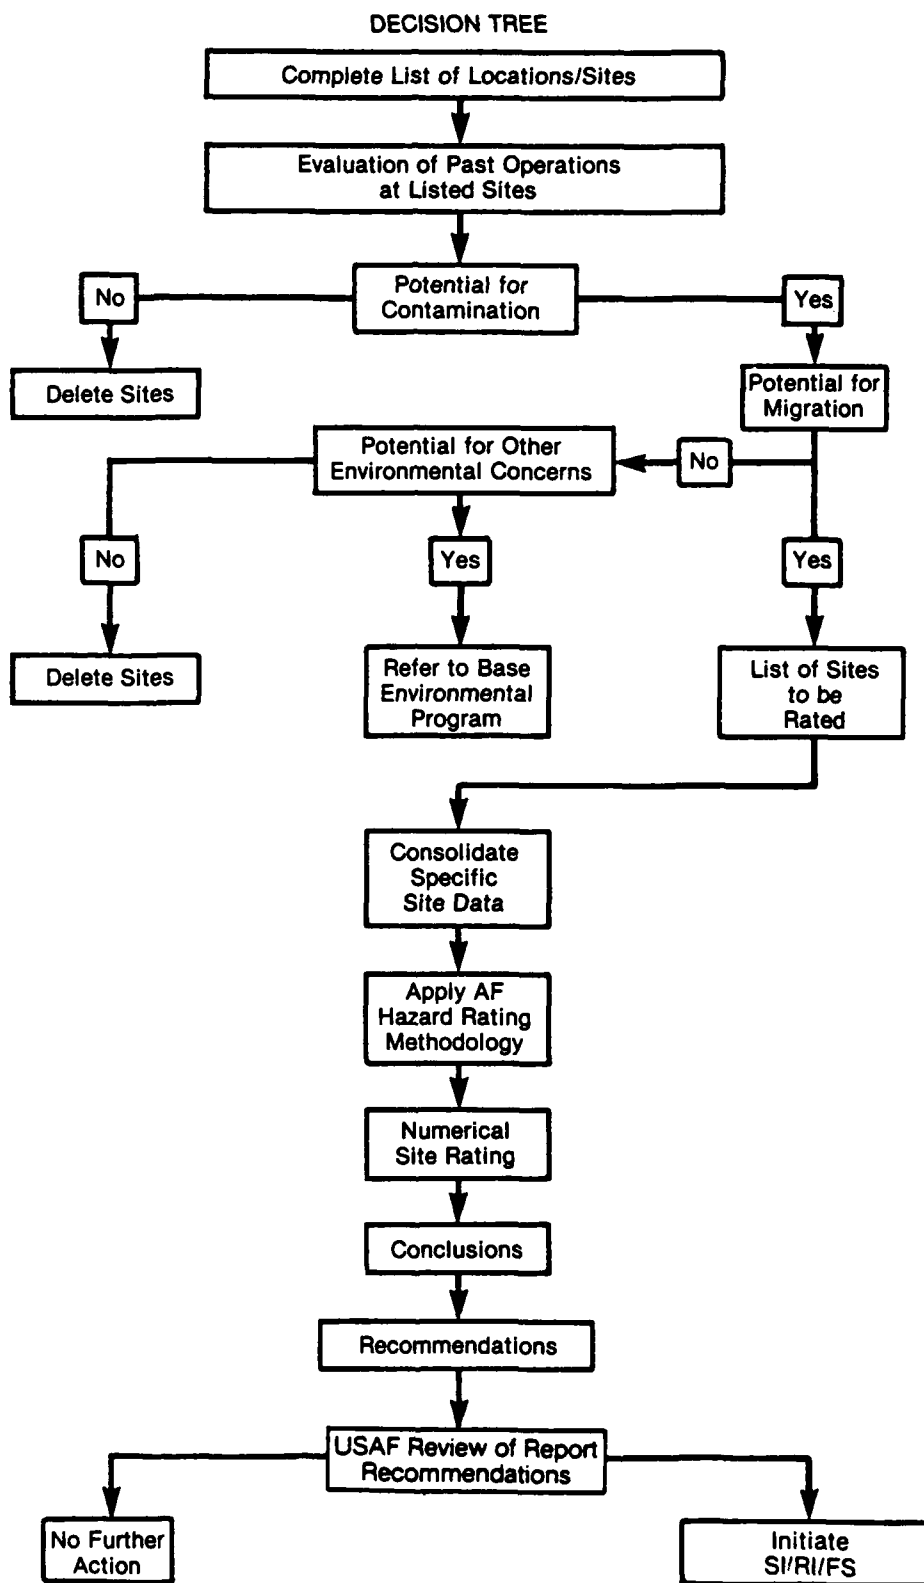 DECISION TREE
Complete List of Locations/Sites
Evaluation of Past Operations
at Listed Sites
No
Potential for
Contamination
Yes
Delete Sites
Potential for
Migration
Potential for Other
Environmental Concerns
No
No
Yes
Yes
Delete Sites
Refer to Base
Environmental
Program
List of Sites
to be
Rated
Consolidate
Specific
Site Data
Apply AF
Hazard Rating
Methodology
Numerical
Site Rating
Conclusions
Recommendations
USAF Review of Report
Recommendations
No Further
Action
Initiate
SI/RI/FS